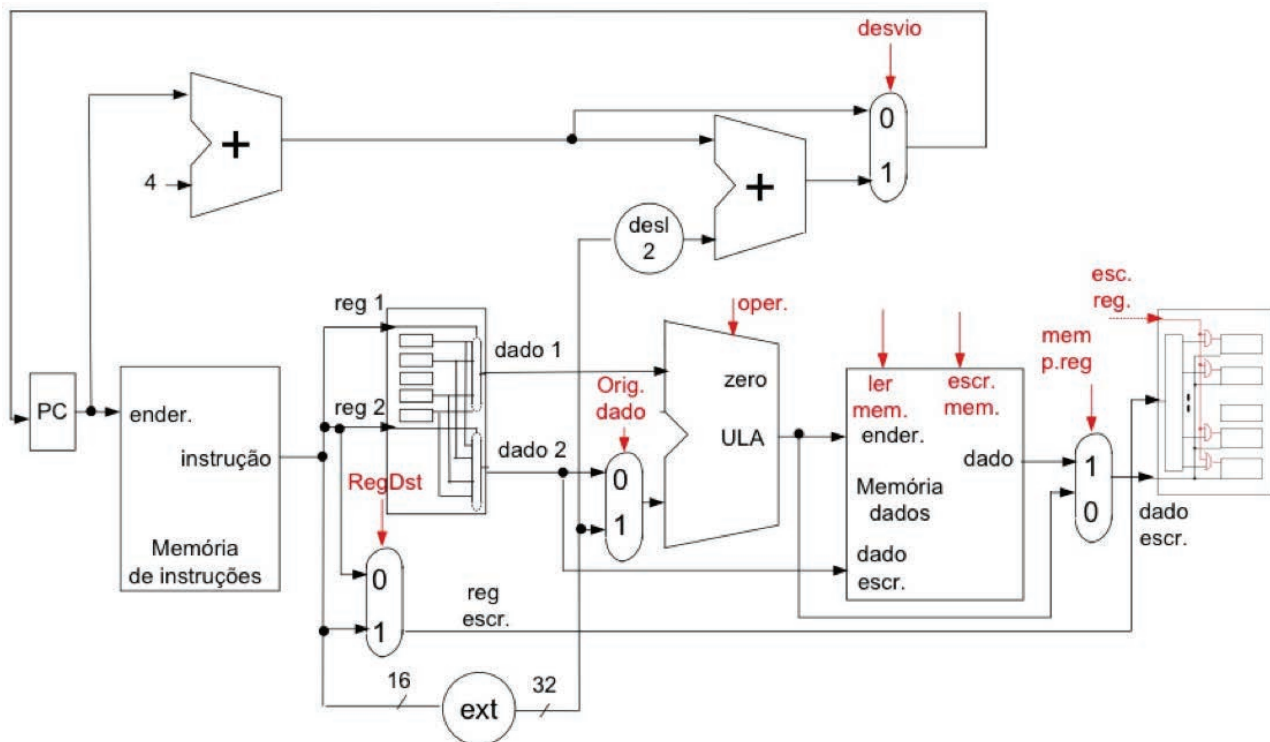 desvio
0
+
+
1
4
desl
2
esc.
reg.
reg 1
oper.
mem
p.reg
dado 1
Orig.
dado
zero
ler
mem.
escr.
mem.
PC
ender.
reg 2
ULA
ender.
instrução
dado 2
dado
1
RegDst
0
Memória
dados
0
1
dado
escr.
Memória
de instruções
0
dado
escr.
reg
escr.
1
16
32
ext